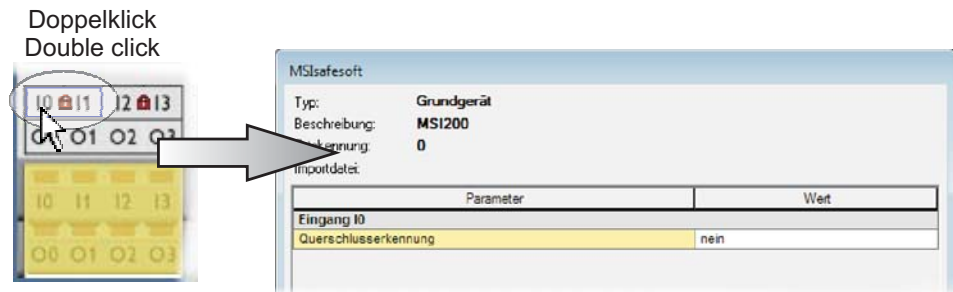 Doppelklick
Double click
I0 I1 I2 I3
O1 O2 O3
I0 I1 I2 I3
O0 O1 O2 O3
MSIsafesoft
Typ: Grundgerät
Beschreibung: MSI200
0
Importdatei:
Parameter Wert
Eingang I0
Querschlusserkennung nein